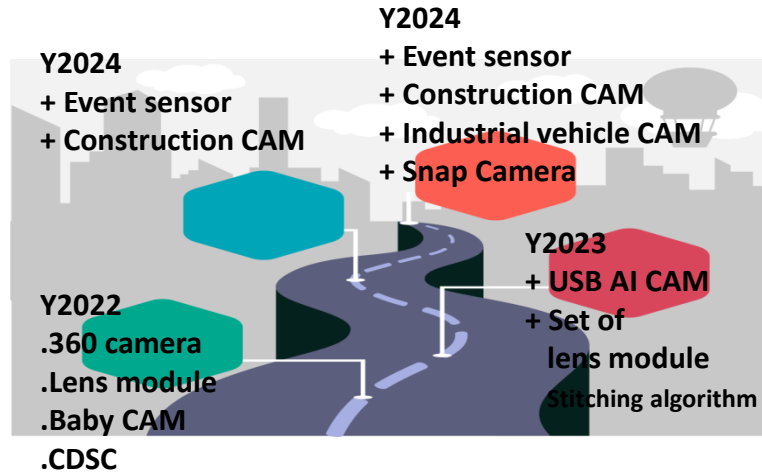 Y2024
+ Event sensor
+ Construction CAM
Y2024
+ Event sensor
+ Construction CAM
+ Industrial vehicle CAM
+ Snap Camera
Y2022
.360 camera
.Lens module
.Baby CAM
.CDSC
Y2023
+ USB AI CAM
+ Set of
lens module
Stitching algorithm